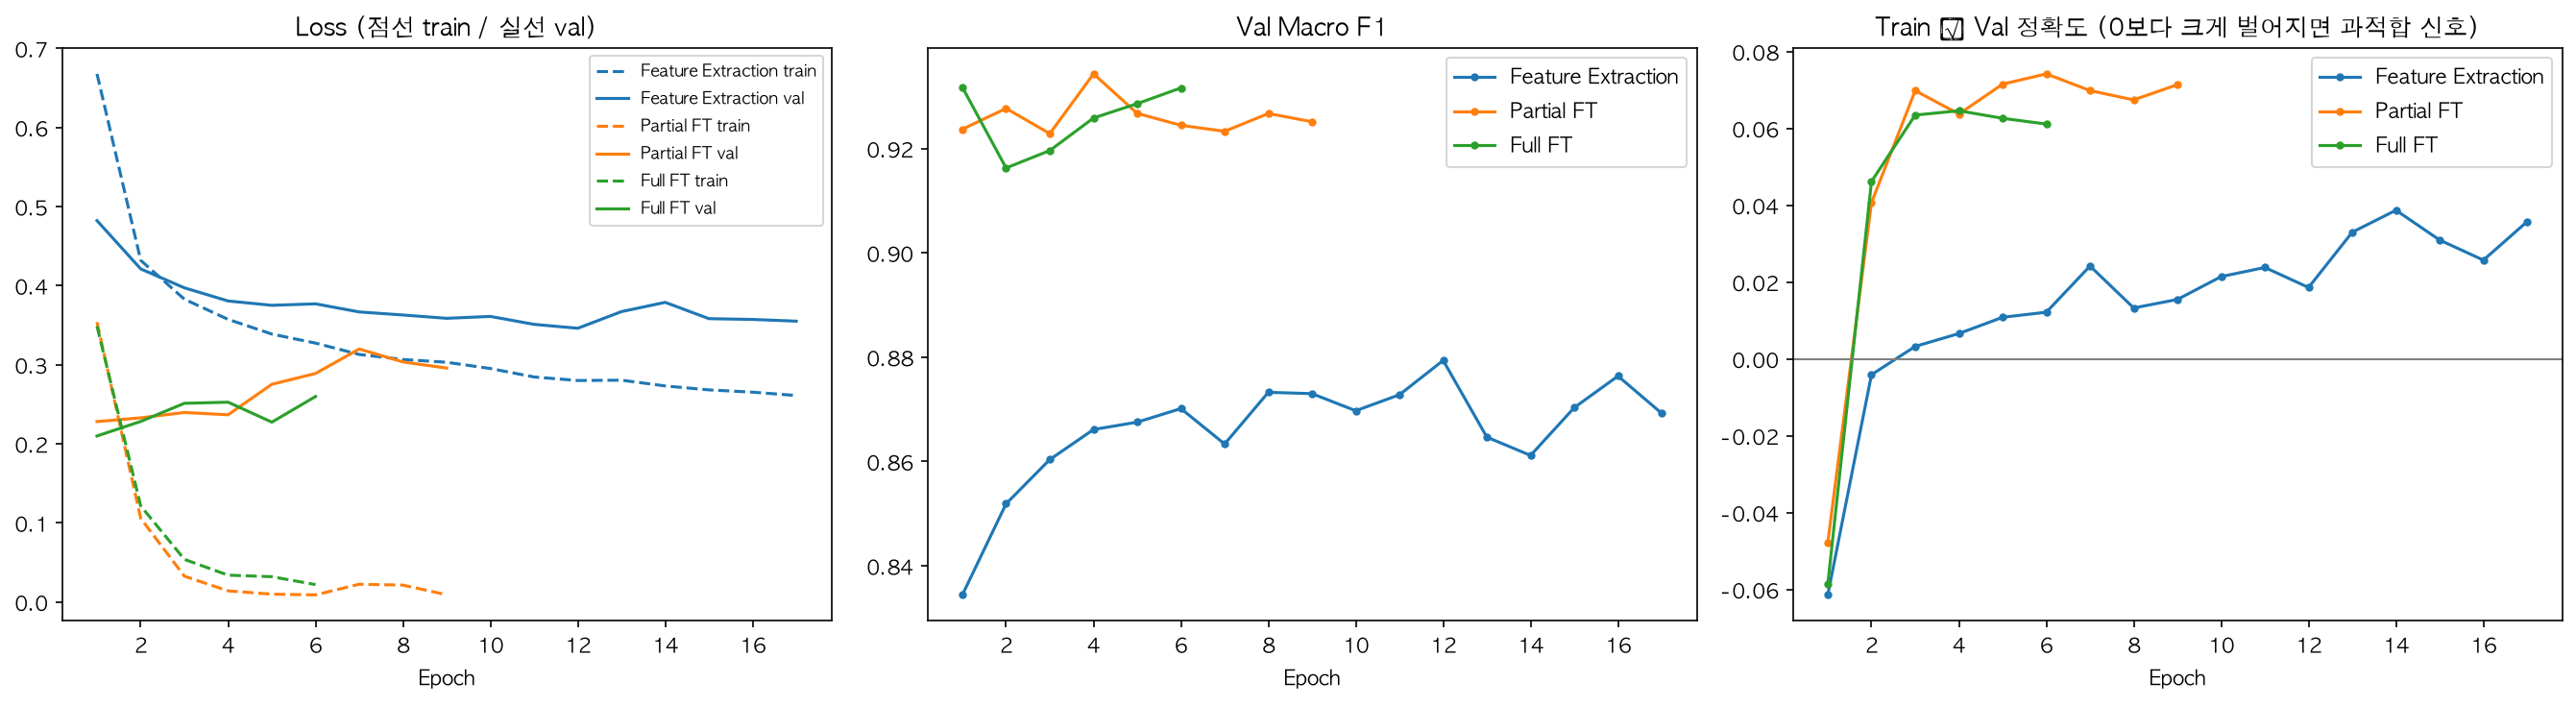 Loss (점선 train / 실선 val)
0.7
0.6
0.5
0.4
0.3
0.2
0.1
0.0
2 4 6 8 10 12 14 16
Epoch
Feature Extraction train
Feature Extraction val
Partial FT train
Partial FT val
Full FT train
Full FT val
Val Macro F1
0.92
0.90
0.88
0.86
0.84
2 4 6 8 10 12 14 16
Epoch
Feature Extraction
Partial FT
Full FT
Train Val 정확도 (0보다 크게 벌어지면 과적합 신호)
0.08
0.06
0.04
0.02
0.00
-0.02
-0.04
-0.06
2 4 6 8 10 12 14 16
Epoch
Feature Extraction
Partial FT
Full FT